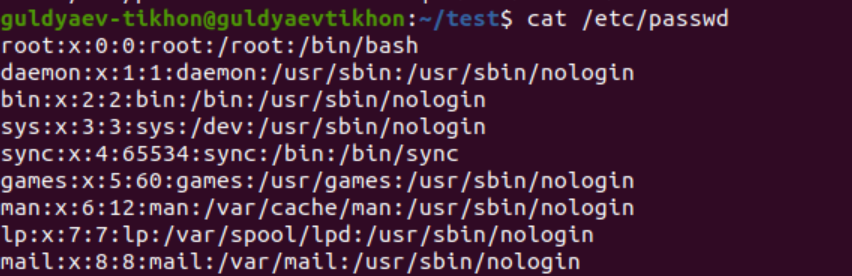 guldyaev-tikhon@guldyaevtikhon:~/test$ cat /etc/passwd
root:x:0:0:root:/root:/bin/bash
daemon:x:1:1:daemon:/usr/sbin:/usr/sbin/nologin
bin:x:2:2:bin:/bin:/usr/sbin/nologin
sys:x:3:3:sys:/dev:/usr/sbin/nologin
sync:x:4:65534:sync:/bin:/bin/sync
games:x:5:60:games:/usr/games:/usr/sbin/nologin
man:x:6:12:man:/var/cache/man:/usr/sbin/nologin
lp:x:7:7:lp:/var/spool/lpd:/usr/sbin/nologin
mail:x:8:8:mail:/var/mail:/usr/sbin/nologin